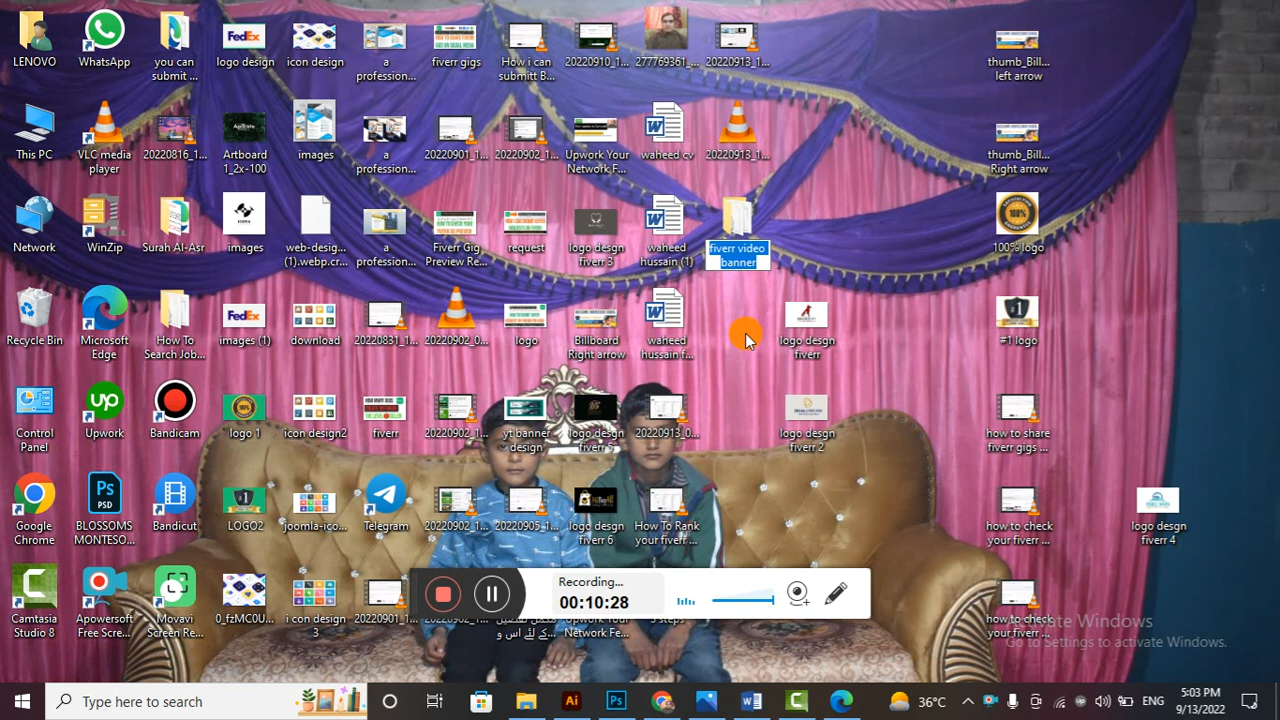 LENOVO
WhatsApp
you can
submit ...
FedEx
logo design
icon design
a
profession...
fiverr gigs
How i can
submitt B...
20220910_1...
277769361_...
20220913_1...
thumb_Bill...
left arrow
This PC
VLC media
player
20220816_1...
Artboard
1_2x-100
images
a
profession...
20220901_1...
20220902_1...
Upwork Your
Network F...
waheed cv
20220913_1...
thumb_Bill...
Right arrow
Network
WinZip
Surah Al-Asr
images
web-desig...
(1).webp.cr...
a
profession...
Fiverr Gig
Preview Re...
request
logo desgn
fiverr 3
waheed
hussain (1)
fiverr video
banner
100%
100% logo
Recycle Bin
Microsoft
Edge
How To
Search Job...
FedEx
images (1)
download
20220831_1...
20220902_0...
logo
Billboard
Right arrow
waheed
hussain f...
logo desgn
fiverr
#1
#1 logo
Control
Panel
up
Upwork
Bandicam
logo 1
icon design2
fiverr
20220902_1...
yt banner
design
logo desgn
fiverr 5
20220913_0...
logo desgn
fiverr 2
how to share
fiverr gigs ...
Google
Chrome
Ps
PSD
BLOSSOMS
MONTESO...
Bandicut
LOGO2
joomla-ico...
Telegram
20220902_1...
20220905_1...
logo desgn
fiverr 6
How To Rank
your fiverr ...
how to check
your fiverr ...
logo desgn
fiverr 4
Camtasia
Studio 8
Apowersoft
Free Scre...
Movavi
Screen Re...
0_fzMC0U...
i con design
3
20220901_1...
Network Fe...
how to check
your fiverr ...
Recording...
00:10:28
Activate Windows
Go to Settings to activate Windows.
Type here to search
Ai
Ps
W
36°C
ENG
5:03 PM
9/13/2022